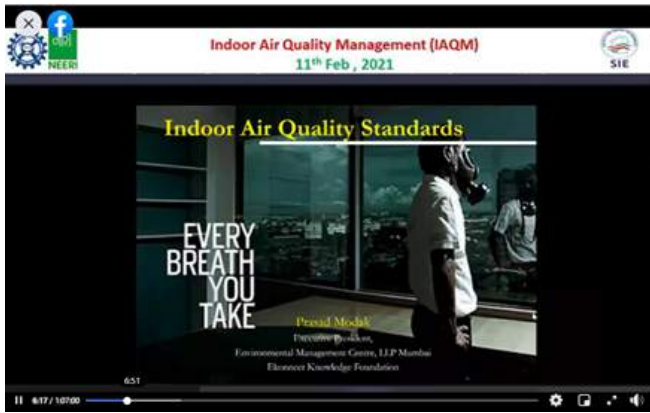 NEERI
Indoor Air Quality Management (IAQM)
11th Feb , 2021
SIE
Indoor Air Quality Standards
EVERY
BREATH
YOU
TAKE
Prasad Modak
Executive President,
Environmental Management Centre, LLP Mumbai
Ekonnect Knowledge Foundation
6:51
6:17 / 1:07:00